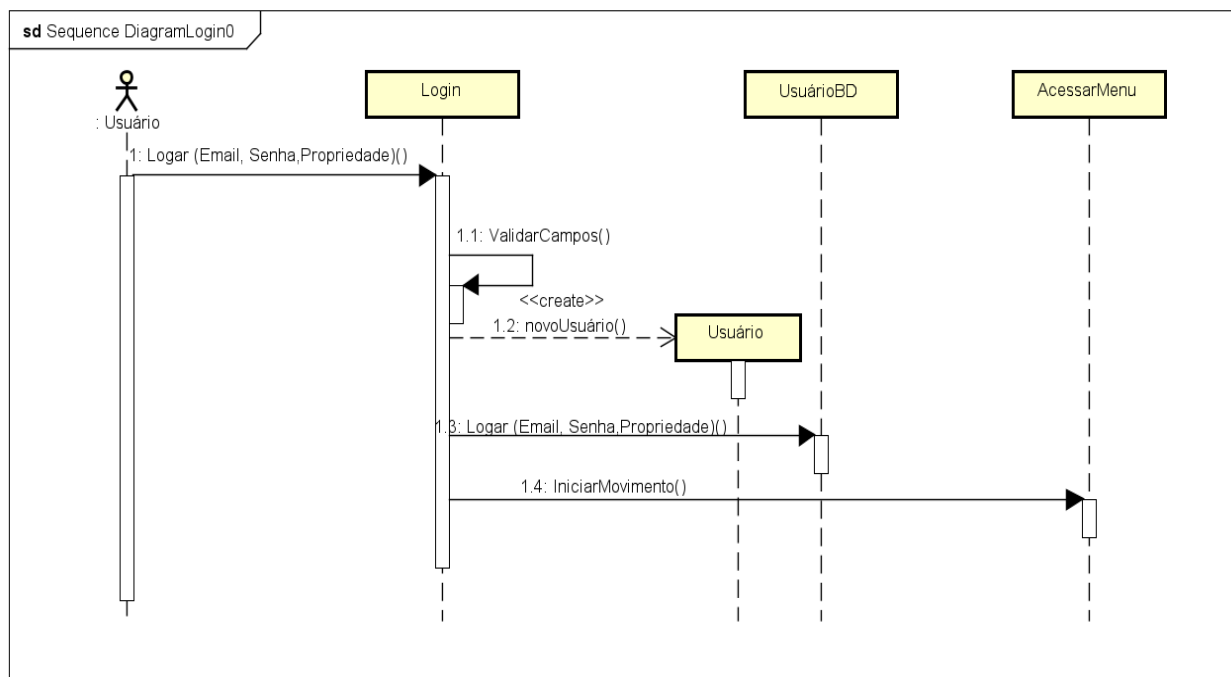 sd Sequence DiagramLogin0
: Usuário
Login
UsuárioBD
AcessarMenu
1: Logar (Email, Senha,Propriedade)()
1.1: ValidarCampos()
<<create>>
1.2: novoUsuário()
Usuário
1.3: Logar (Email, Senha,Propriedade)()
1.4: IniciarMovimento()